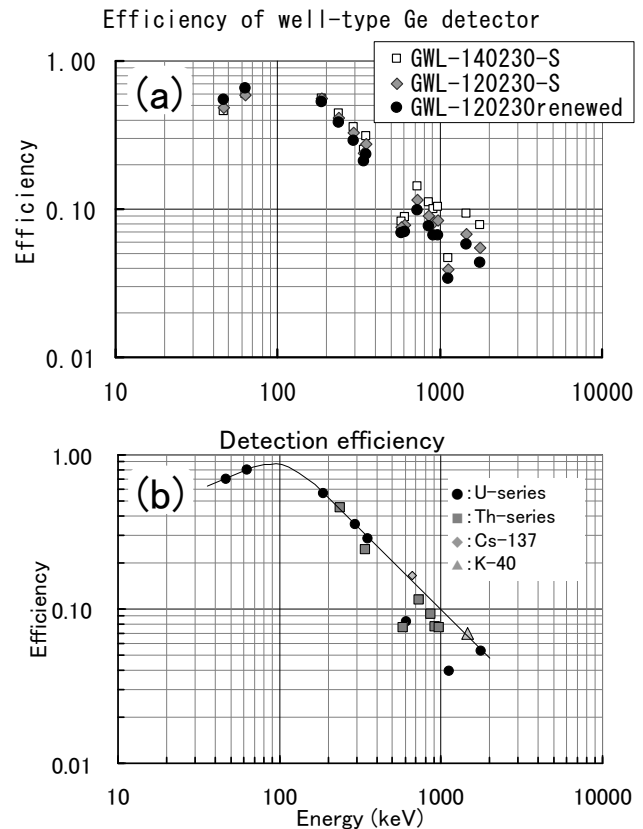 Efficiency of well-type Ge detector
(a)
□ GWL-140230-S
◆ GWL-120230-S
● GWL-120230renewed
Efficiency
1.00
0.10
0.01
10 100 1000 10000
Detection efficiency
(b)
●:U-series
■:Th-series
◆:Cs-137
▲:K-40
Efficiency
1.00
0.10
0.01
10 100 1000 10000
Energy (keV)